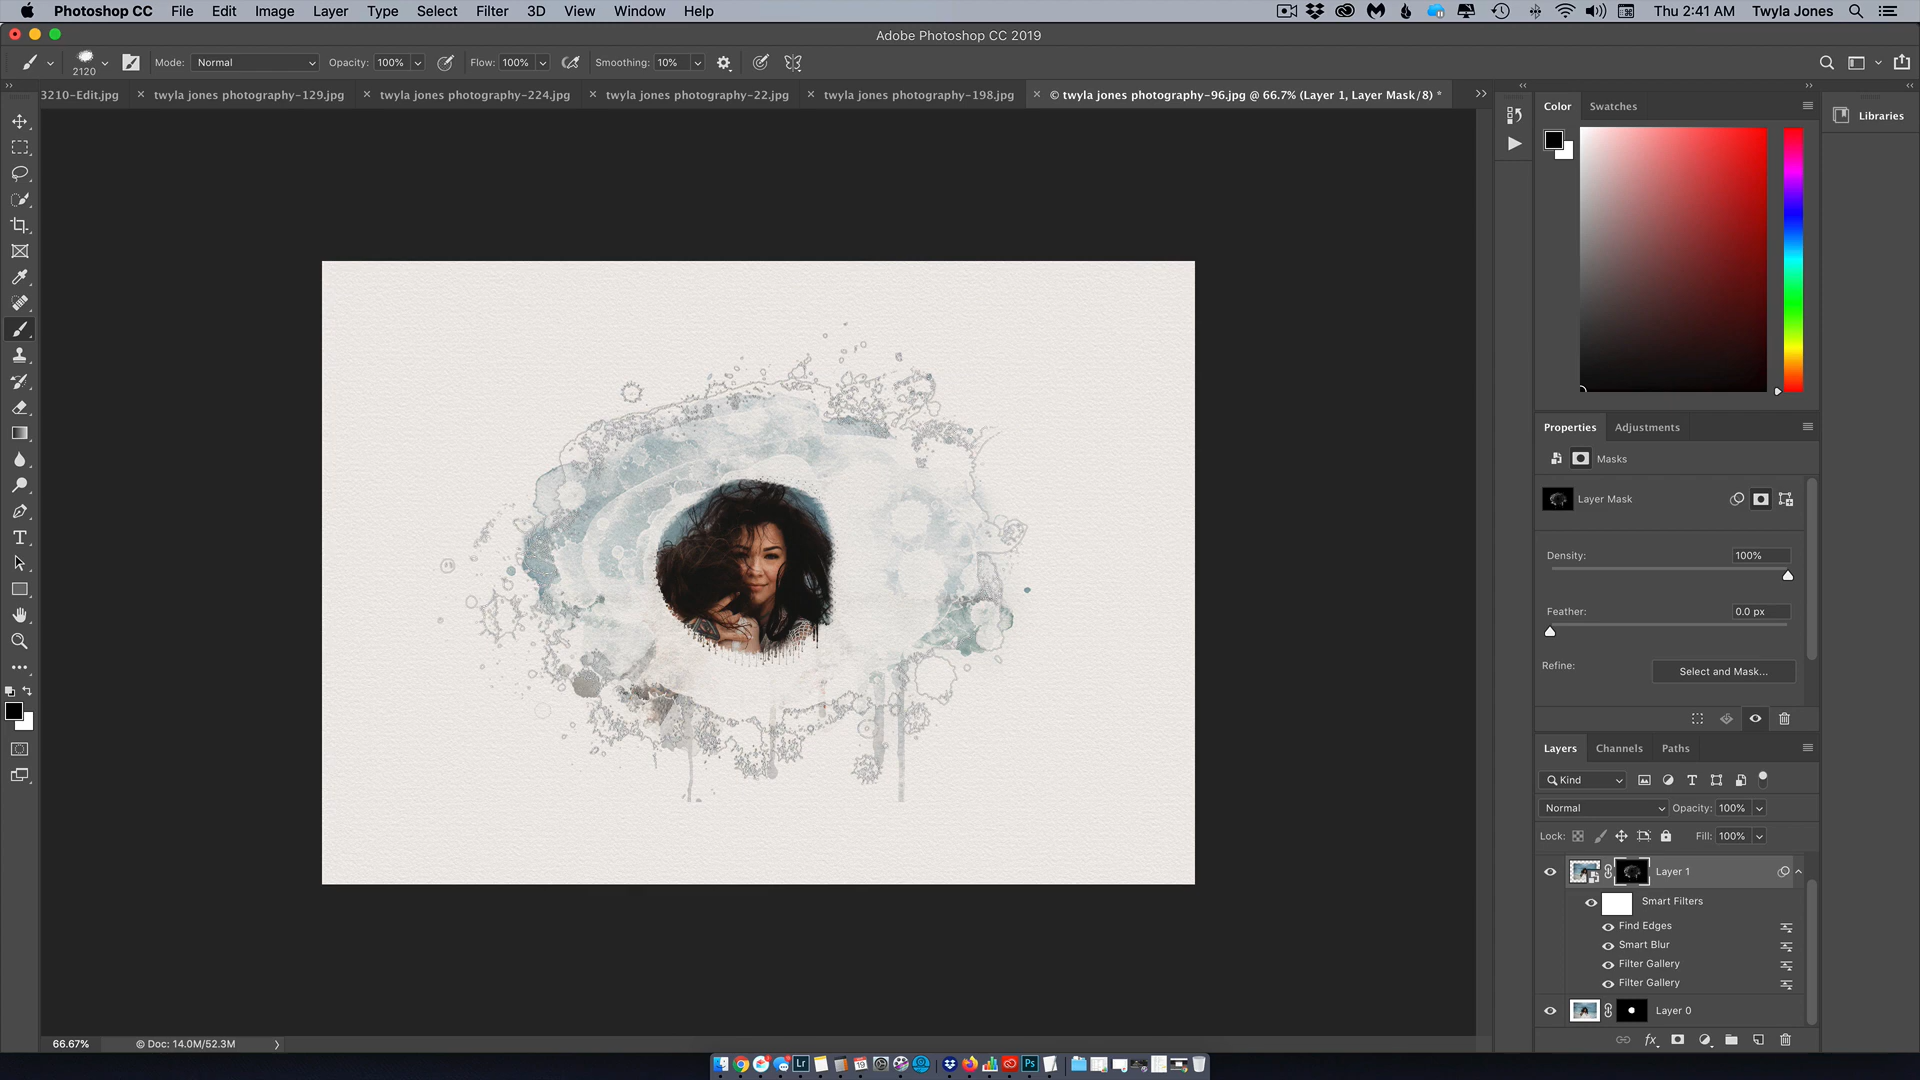 Photoshop CC File Edit Image Layer Type Select Filter 3D View Window Help Thu 2:41 AM Twyla Jones
Adobe Photoshop CC 2019
2120 Mode: Normal Opacity: 100% Flow: 100% Smoothing: 10%
3210-Edit.jpg × twyla jones photography-129.jpg × twyla jones photography-224.jpg × twyla jones photography-22.jpg × twyla jones photography-198.jpg × © twyla jones photography-96.jpg @ 66.7% (Layer 1, Layer Mask/8) *
Color Swatches
Libraries
Properties Adjustments
Masks
Layer Mask
Density: 100%
Feather: 0.0 px
Refine: Select and Mask...
Layers Channels Paths
Kind
Normal Opacity: 100%
Lock: Fill: 100%
Layer 1
Smart Filters
Find Edges
Smart Blur
Filter Gallery
Filter Gallery
Layer 0
fx
66.67% © Doc: 14.0M/52.3M
Lr
19
Ps